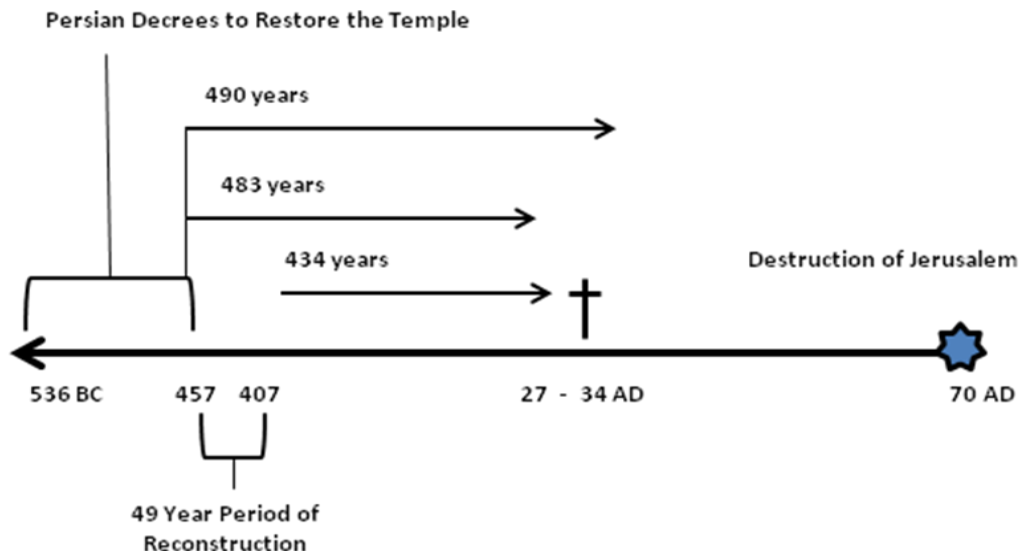 Persian Decrees to Restore the Temple
490 years
483 years
434 years
Destruction of Jerusalem
536 BC
457
407
27 - 34 AD
70 AD
49 Year Period of
Reconstruction